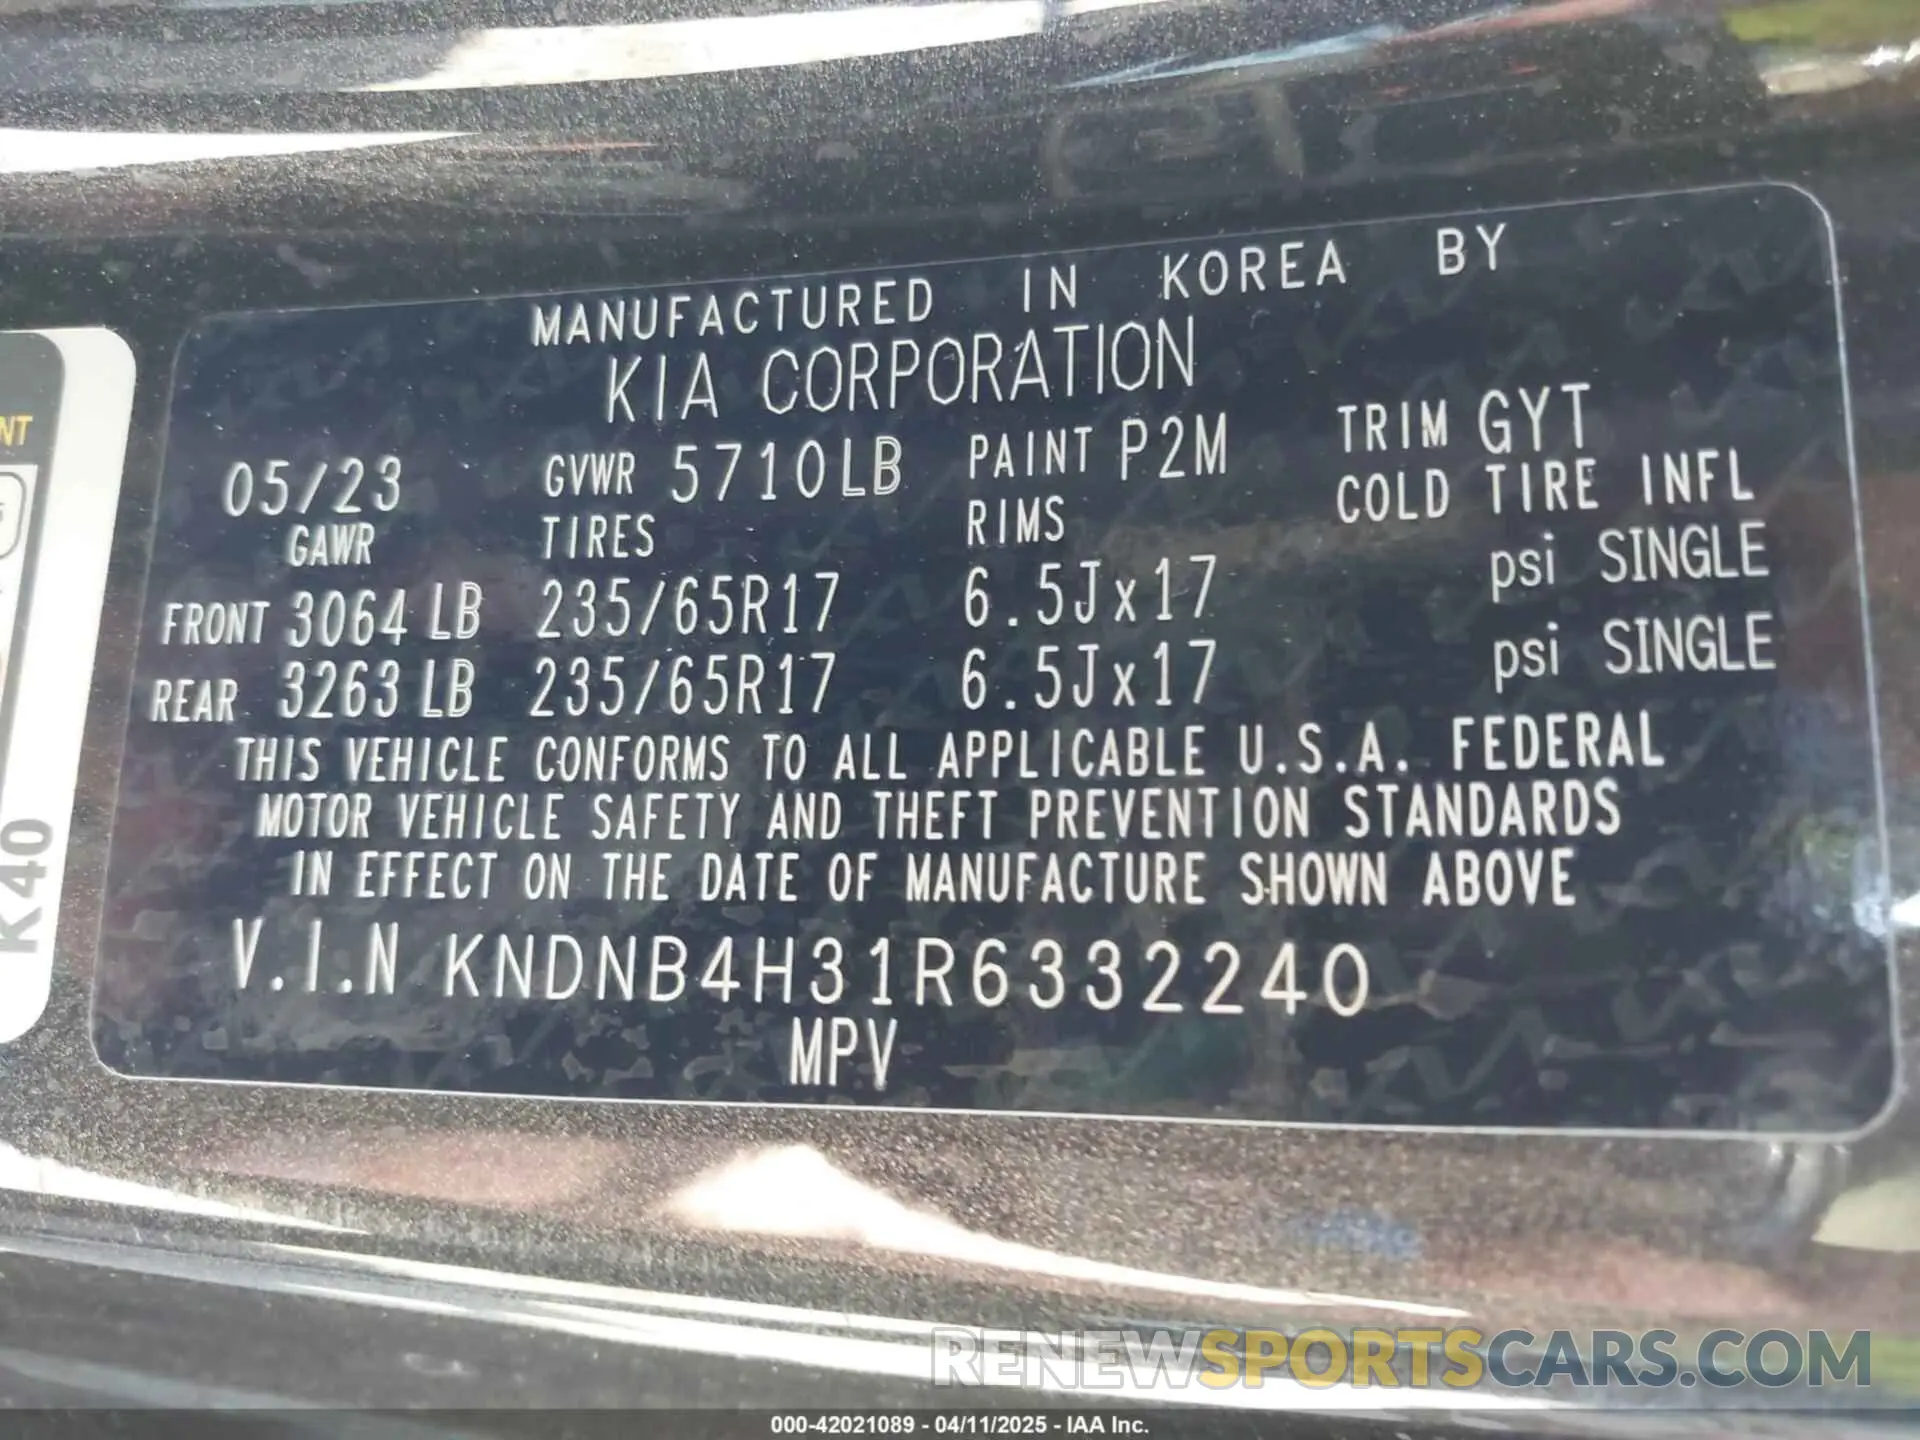 MANUFACTURED IN KOREA BY
KIA CORPORATION
05/23 GVWR 5710LB PAINT P2M TRIM GYT
GAWR TIRES RIMS COLD TIRE INFL
FRONT 3064 LB 235/65R17 6.5Jx17 psi SINGLE
REAR 3263 LB 235/65R17 6.5Jx17 psi SINGLE
THIS VEHICLE CONFORMS TO ALL APPLICABLE U.S.A. FEDERAL
MOTOR VEHICLE SAFETY AND THEFT PREVENTION STANDARDS
IN EFFECT ON THE DATE OF MANUFACTURE SHOWN ABOVE
V.I.N KNDNB4H31R6332240
MPV
K40
RENEWSPORTSCARS.COM
000-42021089 - 04/11/2025 - IAA Inc.